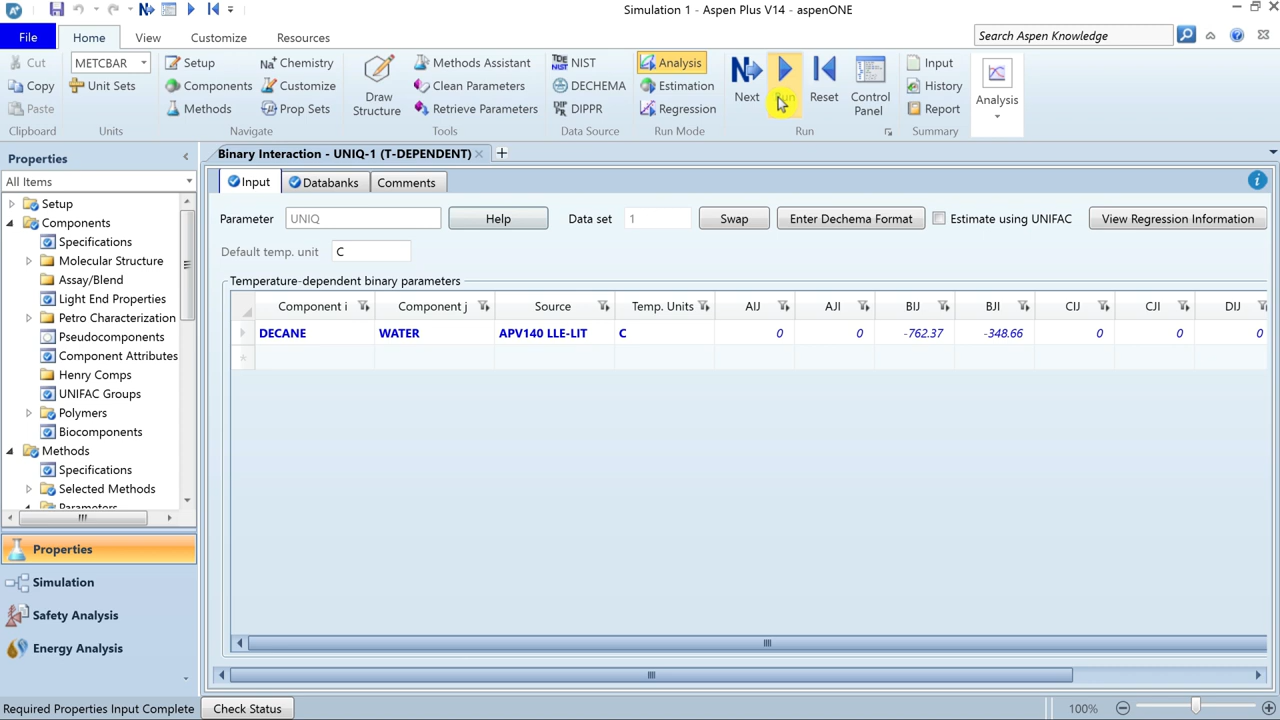 Simulation 1 - Aspen Plus V14 - aspenONE
File
Home
View
Customize
Resources
Search Aspen Knowledge
Cut
Copy
Paste
Clipboard
METCBAR
Unit Sets
Units
Setup
Components
Methods
Chemistry
Customize
Prop Sets
Navigate
Draw
Structure
Methods Assistant
Clean Parameters
Retrieve Parameters
Tools
NIST
DECHEMA
DIPPR
Data Source
Analysis
Estimation
Regression
Run Mode
Next
Run
Reset
Control
Panel
Run
Input
History
Report
Summary
Analysis
Properties
All Items
Setup
Components
Specifications
Molecular Structure
Assay/Blend
Light End Properties
Petro Characterization
Pseudocomponents
Component Attributes
Henry Comps
UNIFAC Groups
Polymers
Biocomponents
Methods
Specifications
Selected Methods
Parameters
Properties
Simulation
Safety Analysis
Energy Analysis
Binary Interaction - UNIQ-1 (T-DEPENDENT)
Input
Databanks
Comments
Parameter UNIQ Help Data set 1 Swap Enter Dechema Format Estimate using UNIFAC View Regression Information
Default temp. unit C
Temperature-dependent binary parameters
Component i Component j Source Temp. Units AIJ AJI BIJ BJI CIJ CJI DIJ
DECANE WATER APV140 LLE-LIT C 0 0 -762.37 -348.66 0 0 0
Required Properties Input Complete Check Status 100%